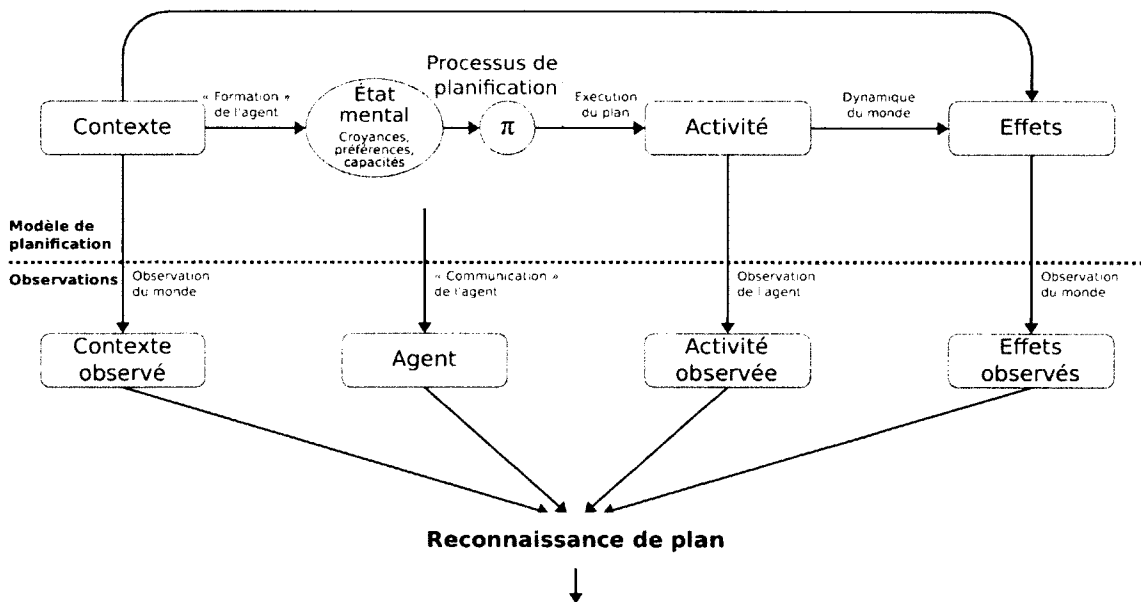 Processus de
planification
« Formation »
de l'agent
État
mental
Croyances,
préférences,
capacités
Exécution
du plan
Dynamique
du monde
Contexte
π
Activité
Effets
Modèle de
planification
Observations
Observation
du monde
« Communication »
de l'agent
Observation
de l'agent
Observation
du monde
Contexte
observé
Agent
Activité
observée
Effets
observés
Reconnaissance de plan